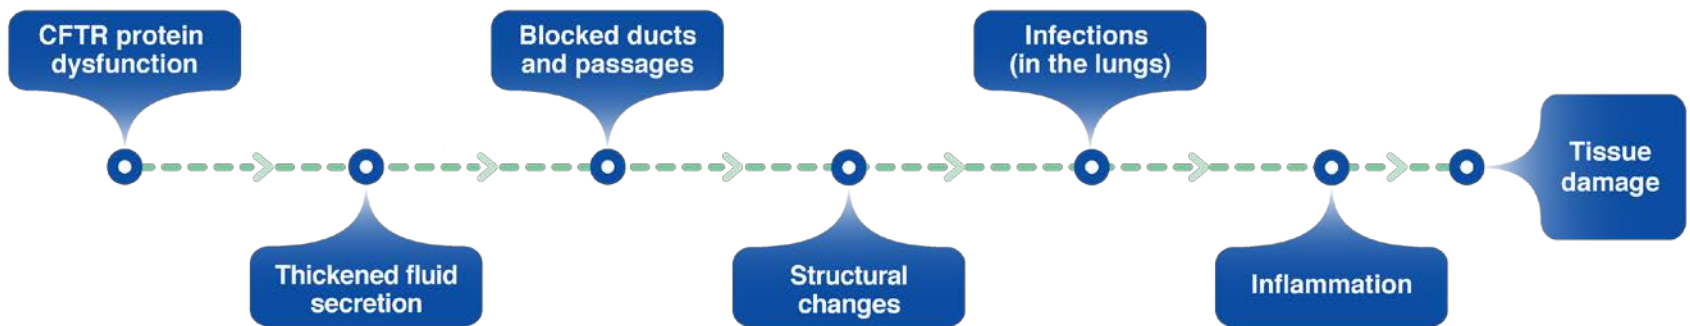 CFTR protein
dysfunction
Thickened fluid
secretion
Blocked ducts
and passages
Structural
changes
Infections
(in the lungs)
Inflammation
Tissue
damage